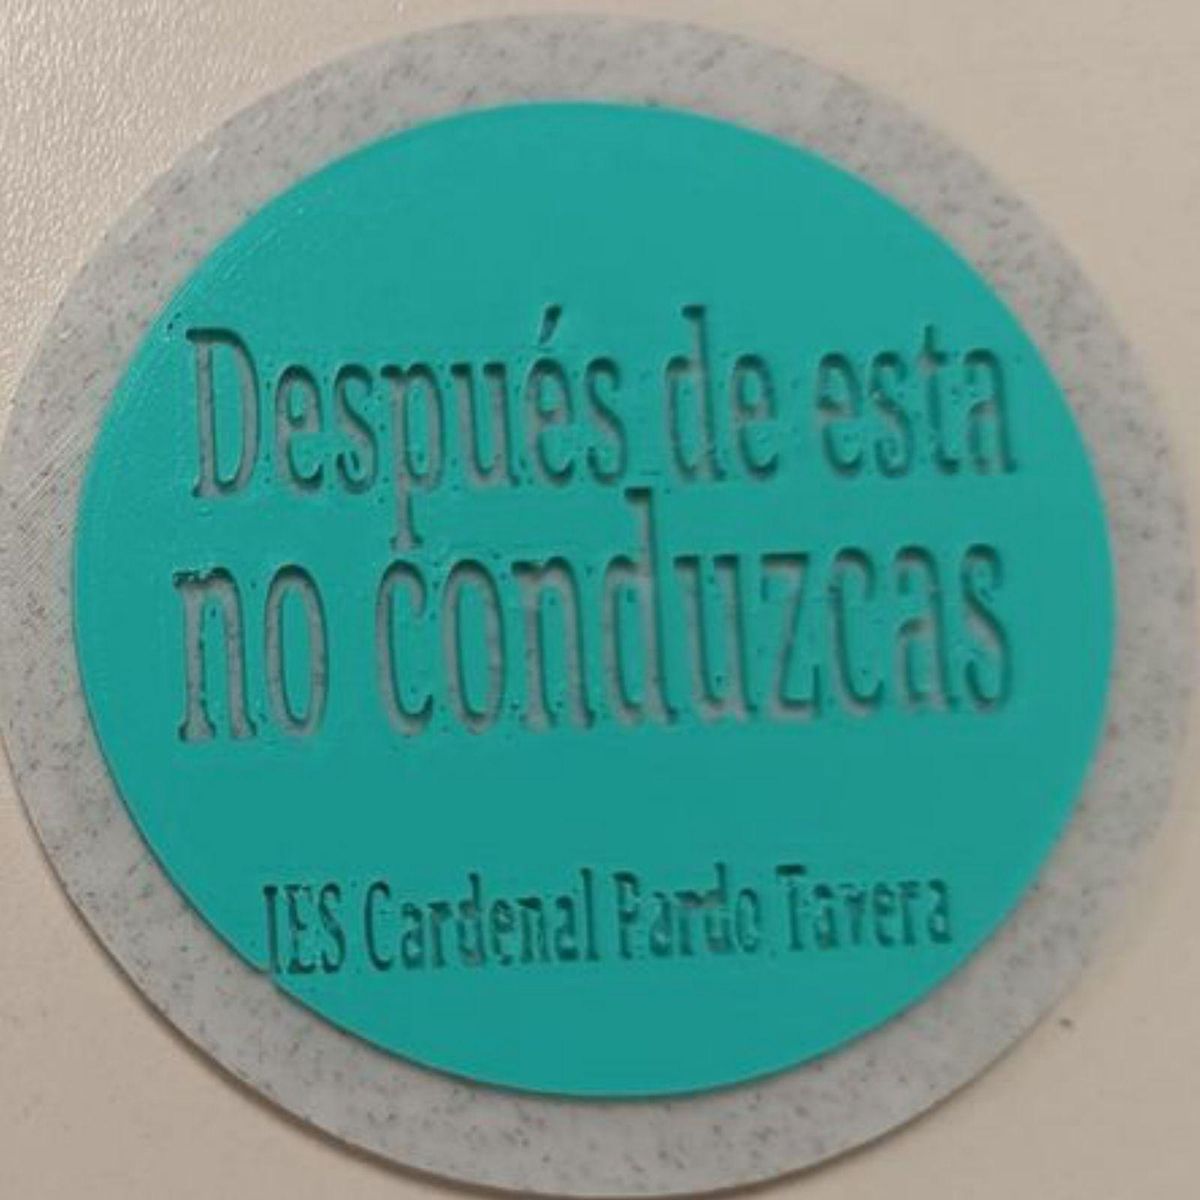 Después de esta
no conduzcas
IES Cardenal Pardo Tavera